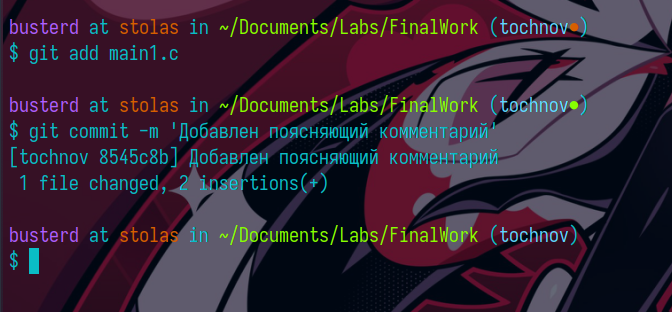 busterd at stolas in ~/Documents/Labs/FinalWork (tochnov●)
$ git add main1.c
busterd at stolas in ~/Documents/Labs/FinalWork (tochnov●)
$ git commit -m 'Добавлен поясняющий комментарий'
[tochnov 8545c8b] Добавлен поясняющий комментарий
 1 file changed, 2 insertions(+)
busterd at stolas in ~/Documents/Labs/FinalWork (tochnov)
$